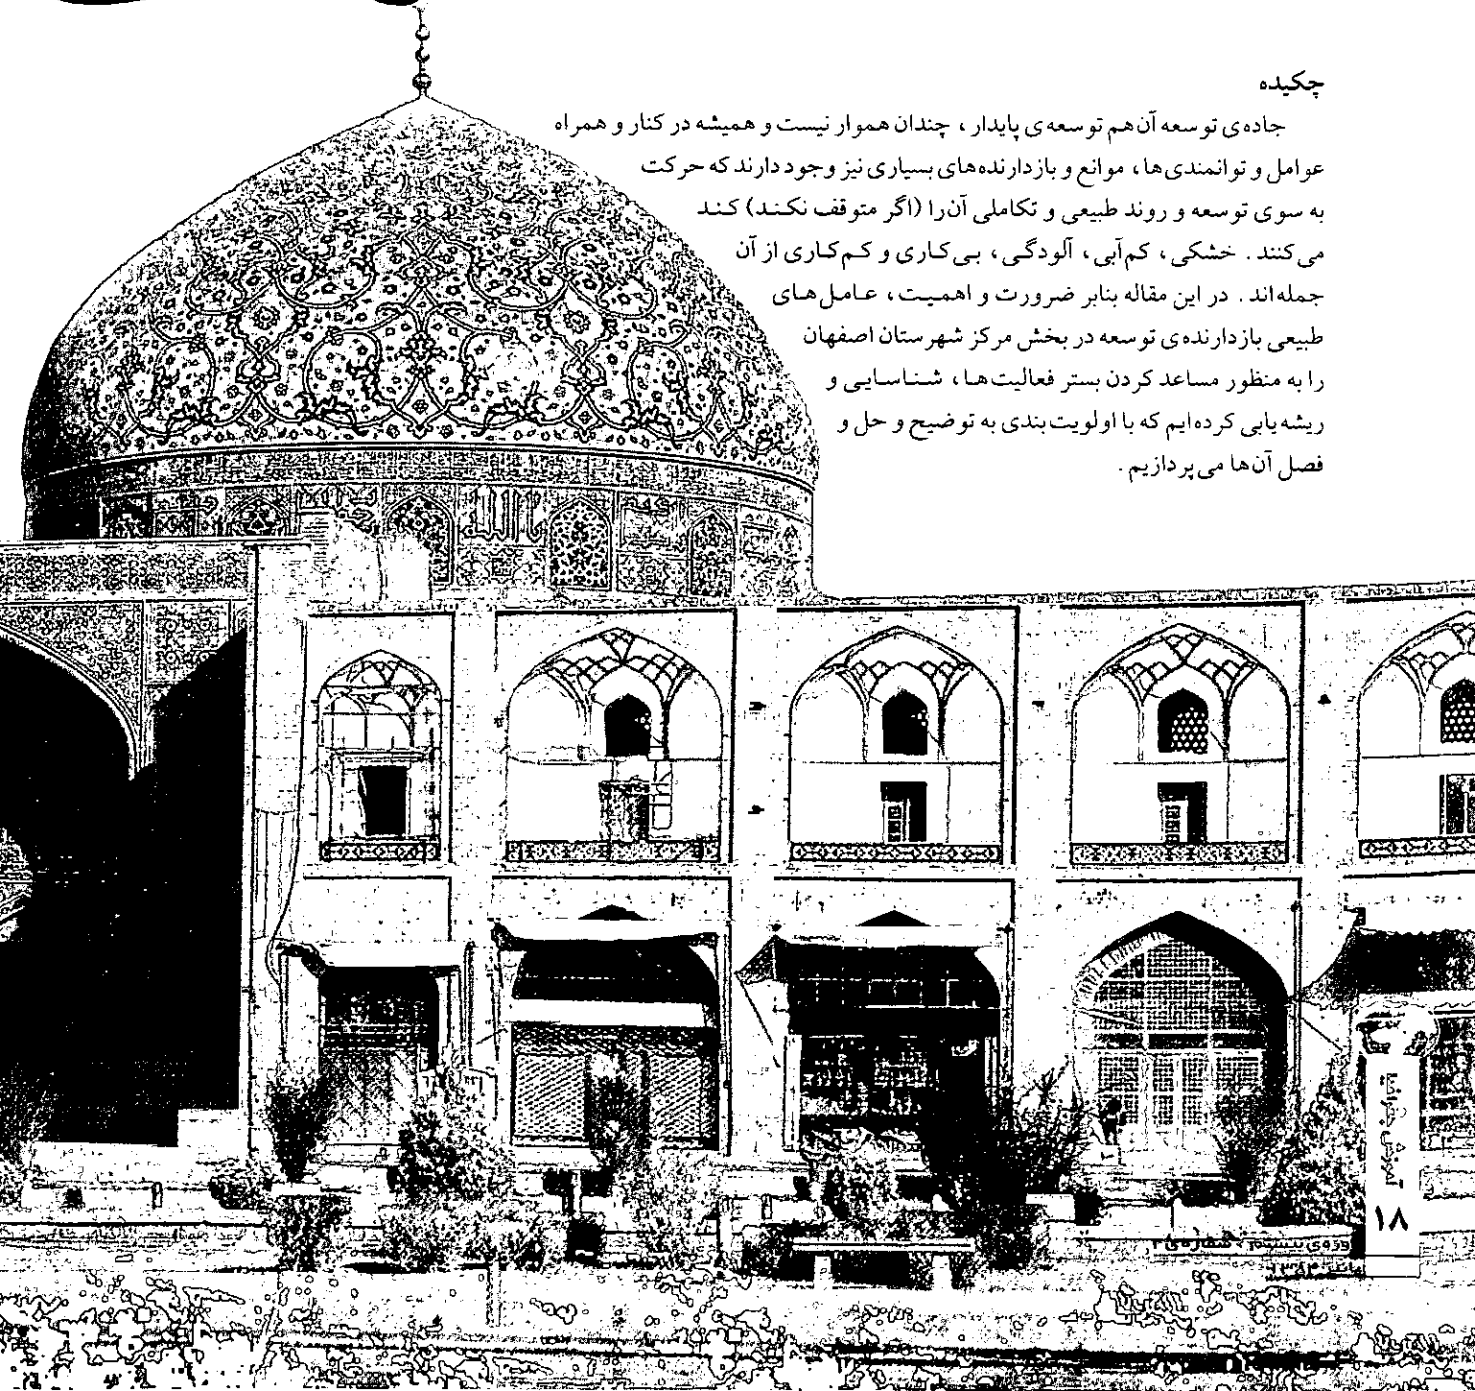 چکیده
جاده‌ی توسعه آن هم توسعه‌ی پایدار، چندان هموار نیست و همیشه در کنار و همراه
عوامل و توانمندی‌ها، موانع و بازدارنده‌های بسیاری نیز وجود دارند که حرکت
به سوی توسعه و روند طبیعی و تکاملی آن را (اگر متوقف نکند) کند
می‌کنند. خشکی، کم‌آبی، آلودگی، بی‌کاری و کم‌کاری از آن
جمله‌اند. در این مقاله بنابر ضرورت و اهمیت، عامل‌های
طبیعی بازدارنده‌ی توسعه در بخش مرکز شهرستان اصفهان
را به منظور مساعد کردن بستر فعالیت‌ها، شناسایی و
ریشه‌یابی کرده‌ایم که با اولویت‌بندی به توضیح و حل و
فصل آن‌ها می‌پردازیم.
آموزش جغرافیا
۱۸